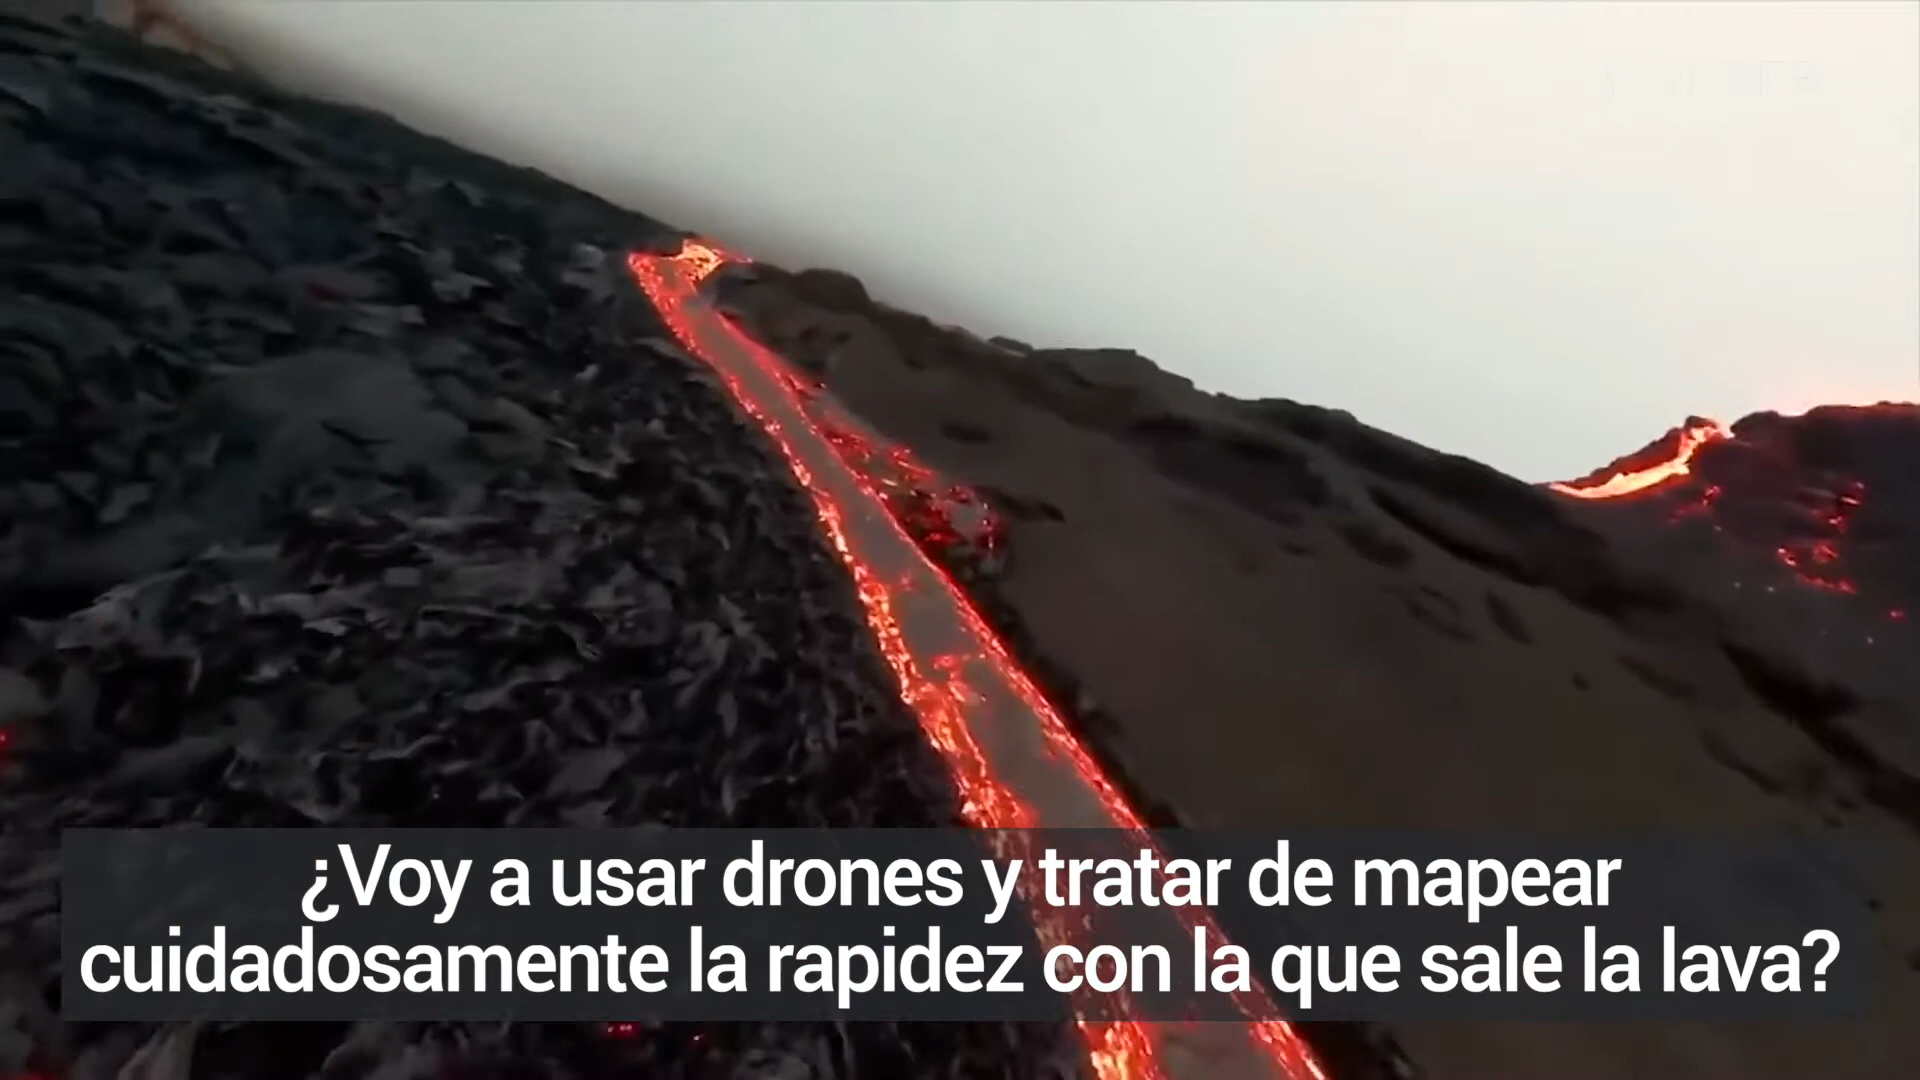 ¿Voy a usar drones y tratar de mapear
cuidadosamente la rapidez con la que sale la lava?